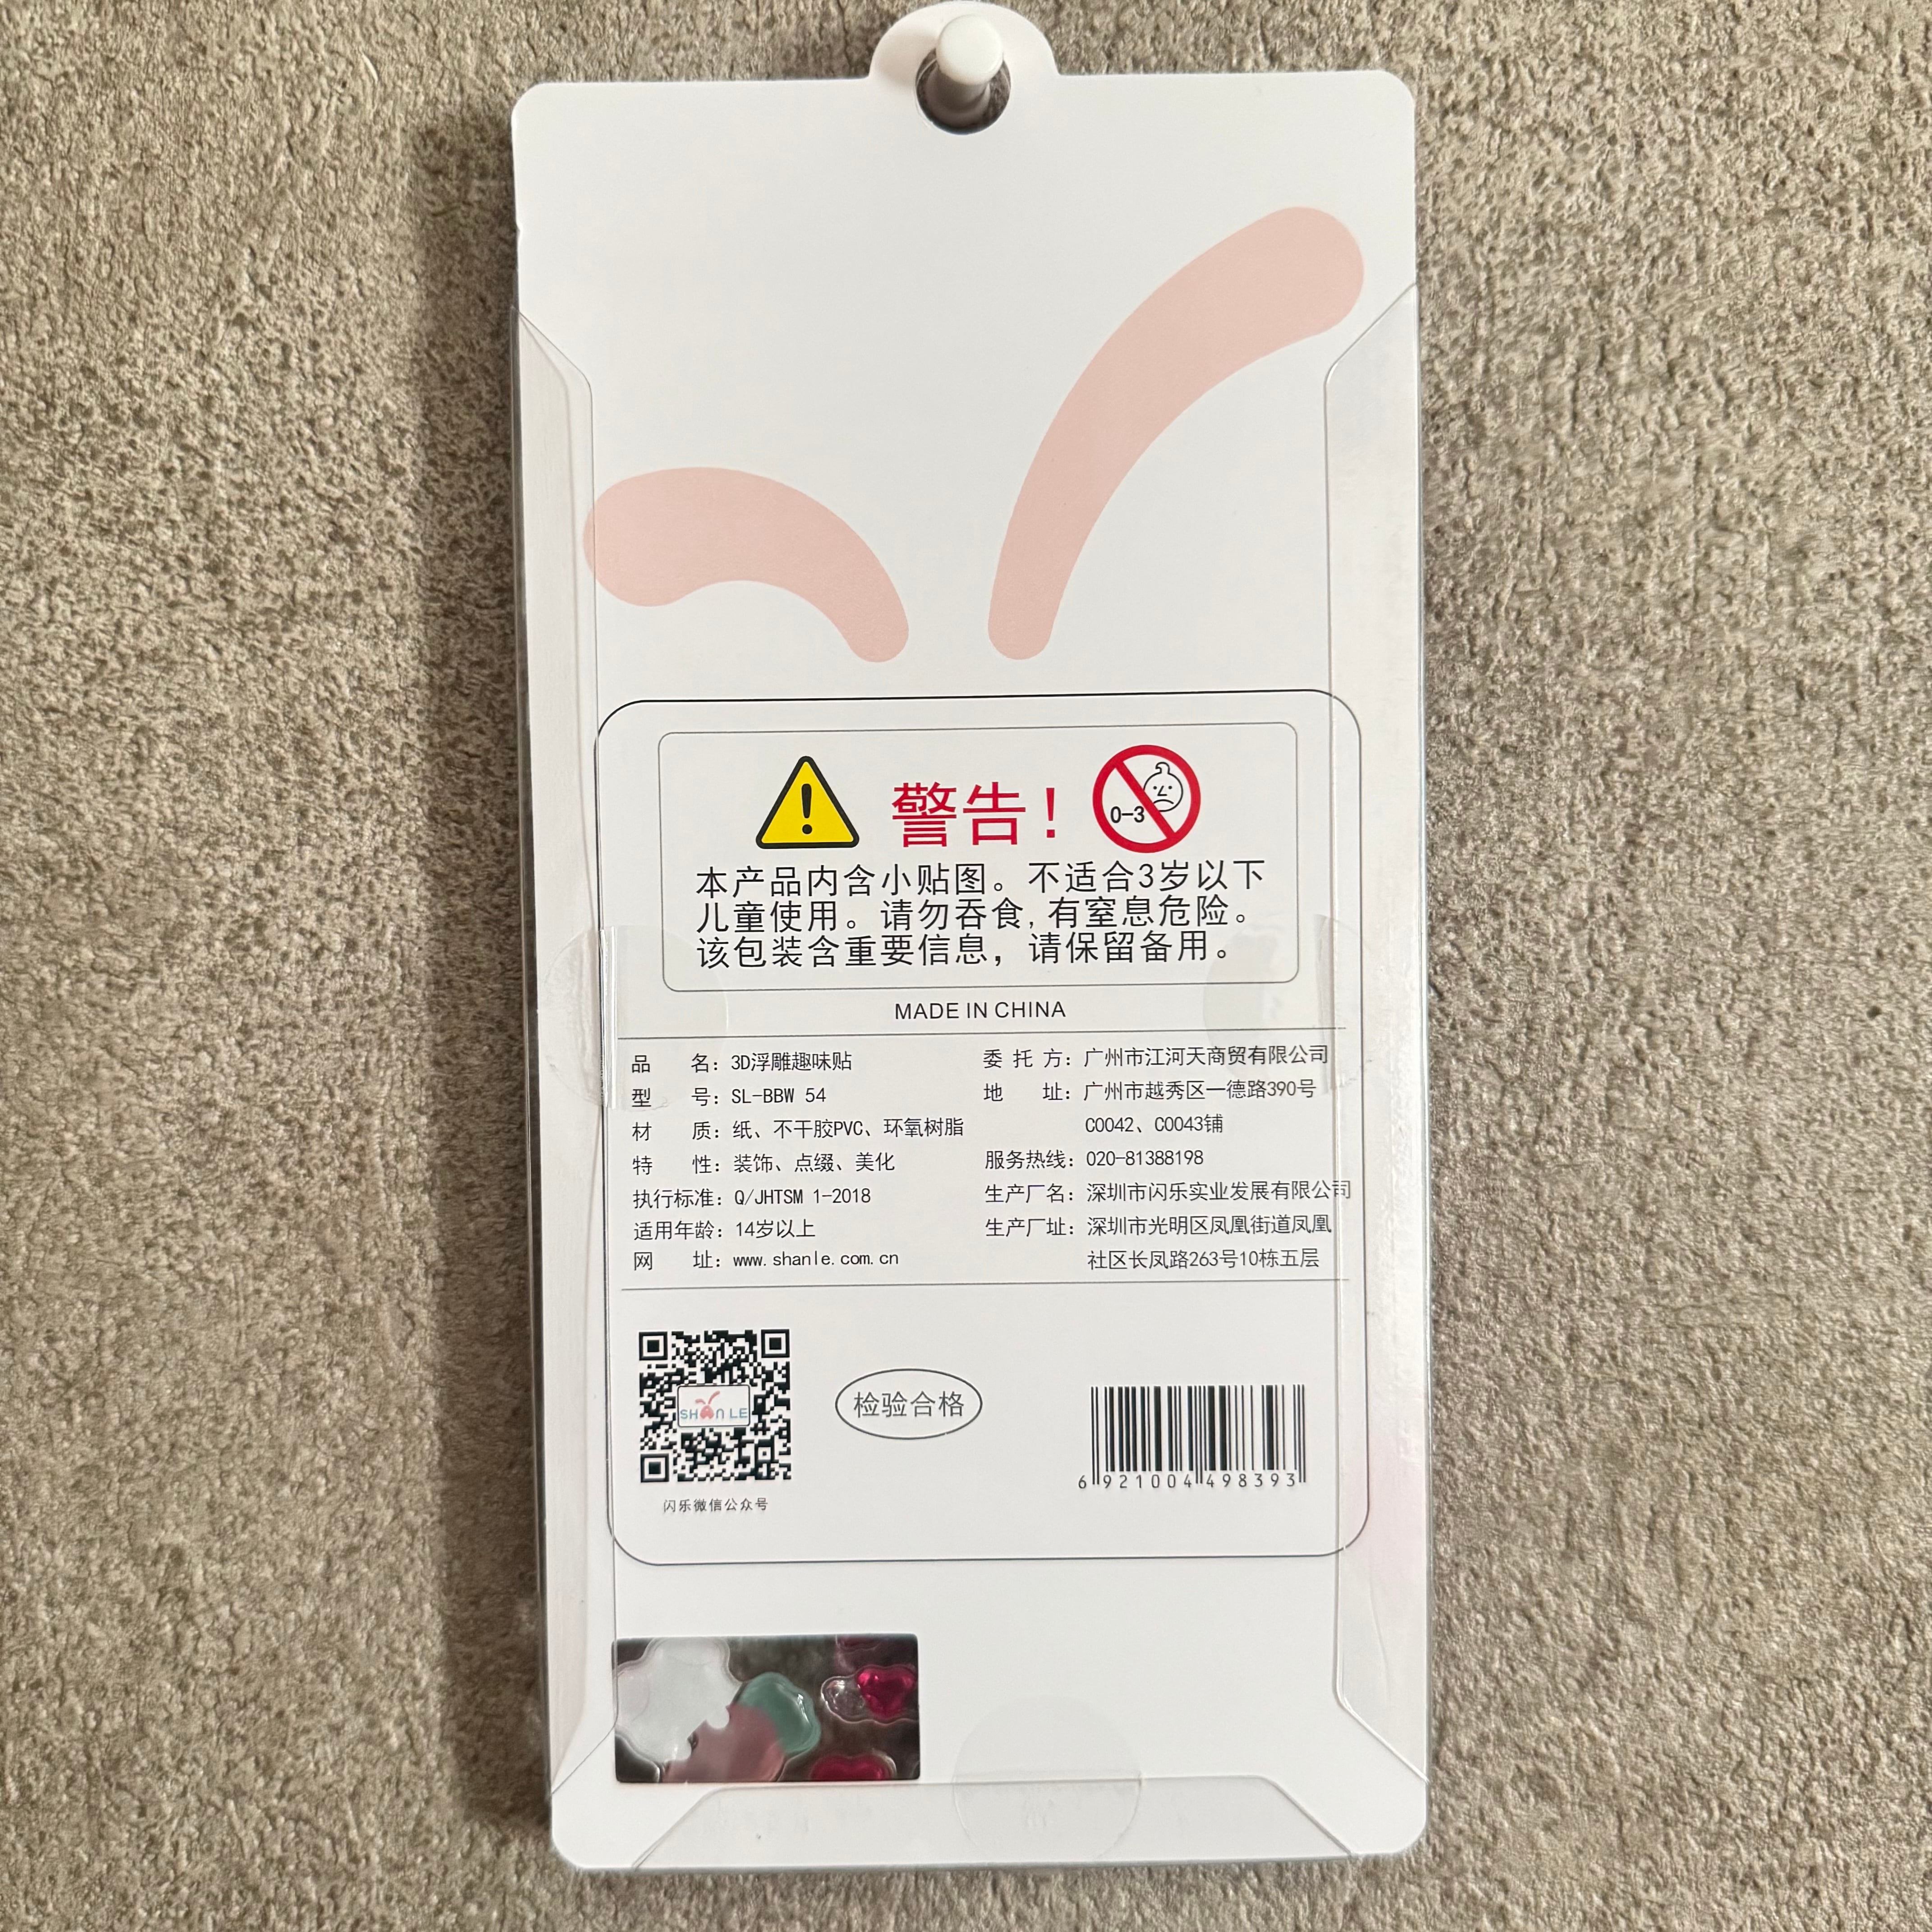 警告！
0-3
本产品内含小贴图。不适合3岁以下
儿童使用。请勿吞食,有窒息危险。
该包装含重要信息，请保留备用。
MADE IN CHINA
品 名：3D浮雕趣味贴
型 号：SL-BBW 54
材 质：纸、不干胶PVC、环氧树脂
特 性：装饰、点缀、美化
执行标准：Q/JHTSM 1-2018
适用年龄：14岁以上
网 址：www.shanle.com.cn
委 托 方：广州市江河天商贸有限公司
地 址：广州市越秀区一德路390号
C0042、C0043铺
服务热线：020-81388198
生产厂名：深圳市闪乐实业发展有限公司
生产厂址：深圳市光明区凤凰街道凤凰
社区长凤路263号10栋五层
SHAN LE
闪乐微信公众号
检验合格
6921004498393